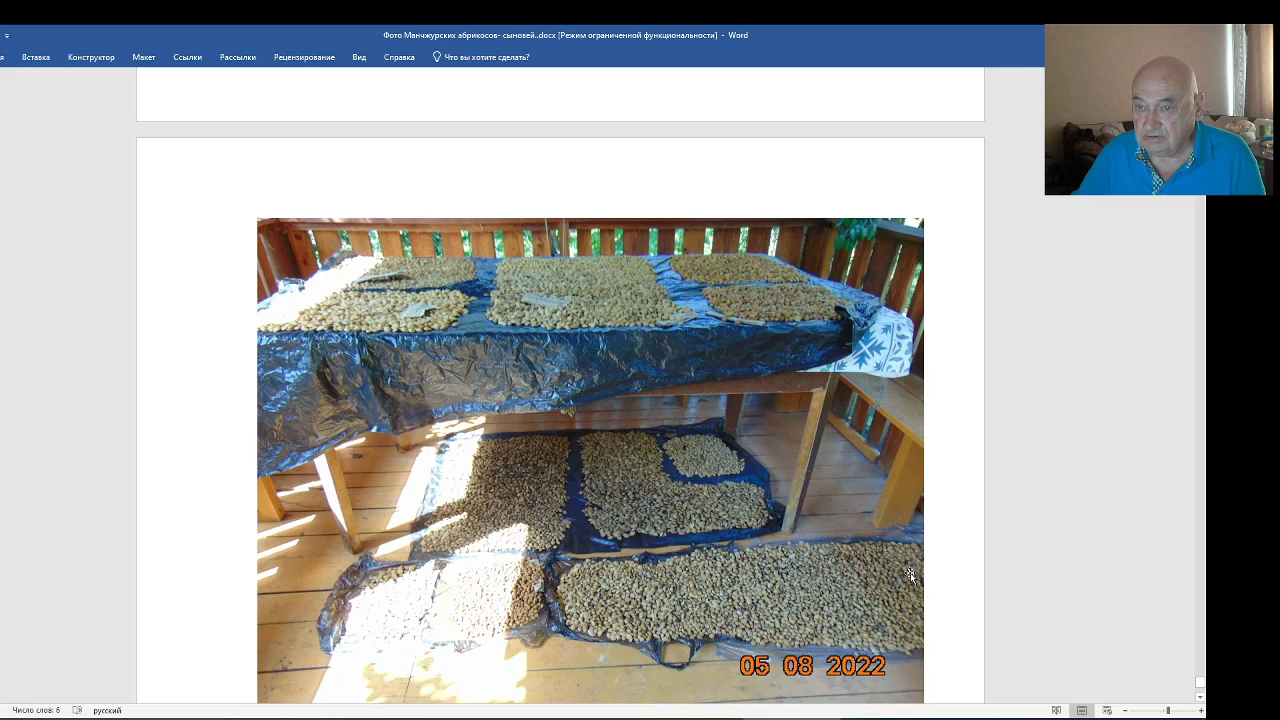 Фото Манчжурских абрикосов- сыновей..docx [Режим ограниченной функциональности] - Word
Вставка Конструктор Макет Ссылки Рассылки Рецензирование Вид Справка Что вы хотите сделать?
05 08 2022
Число слов: 6 русский